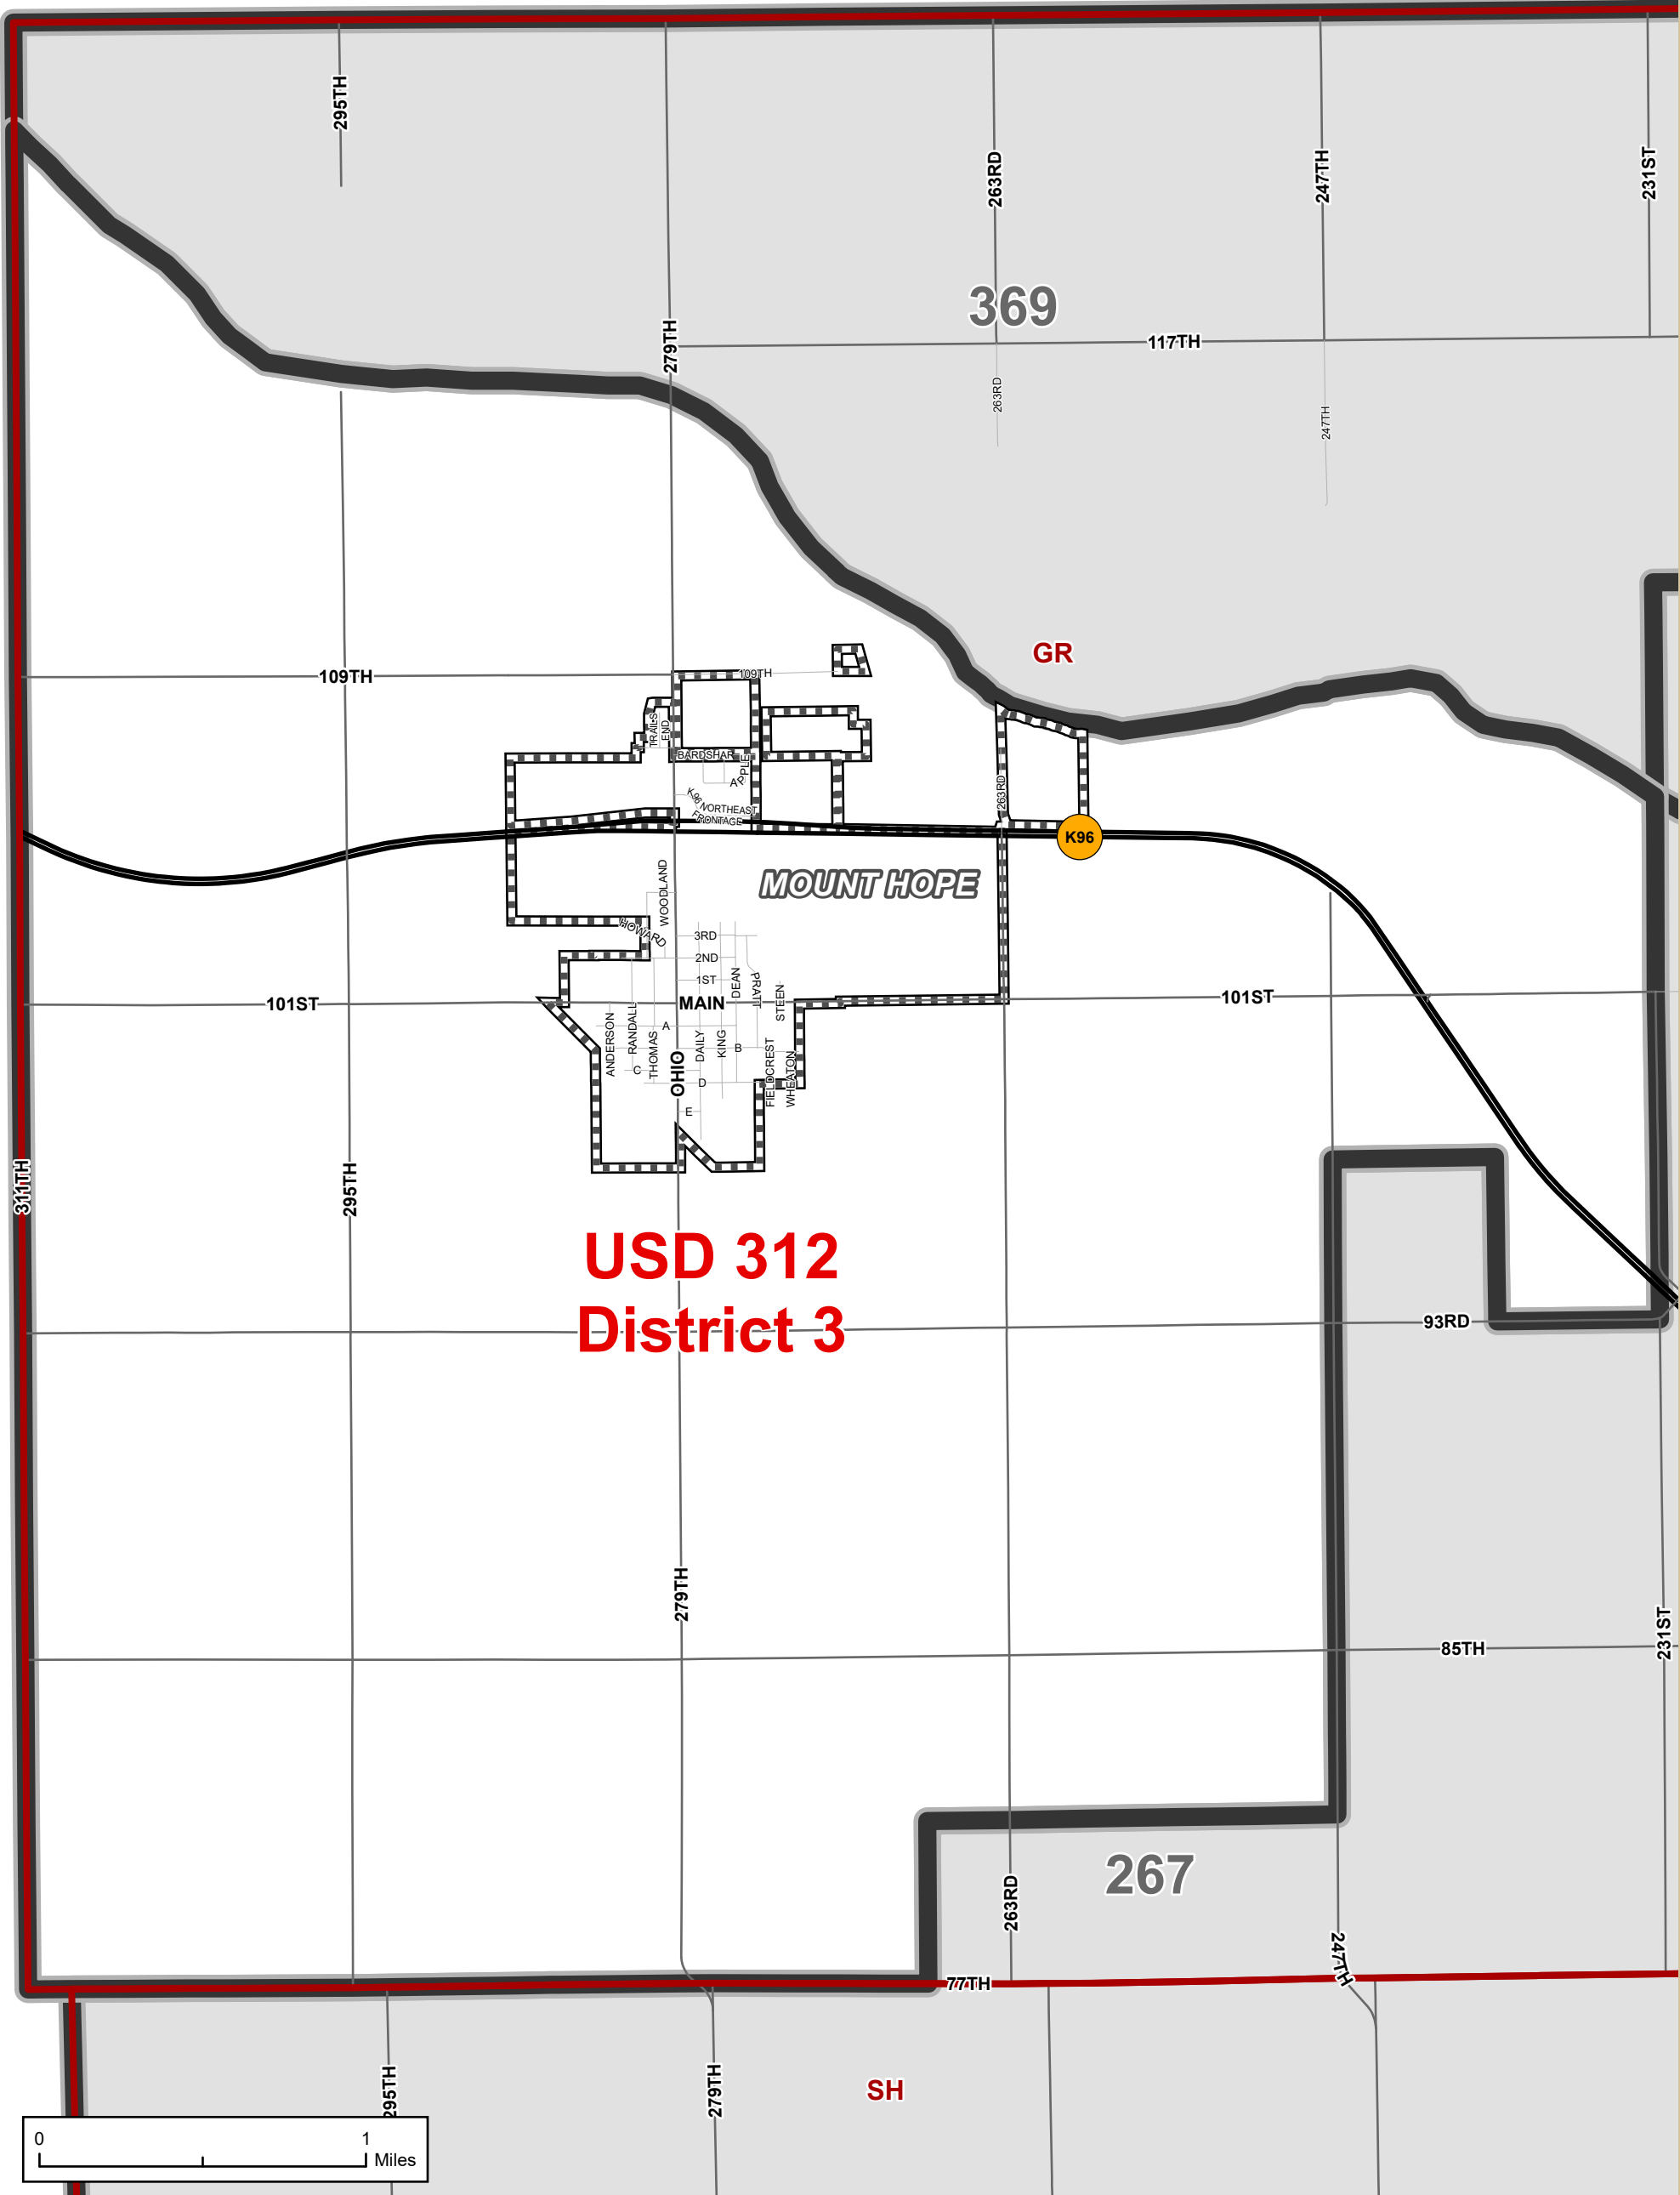 295TH
263RD
247TH
231ST
369
279TH
117TH
263RD
247TH
GR
109TH
109TH
TRAILS
END
BARDSHAR
APPLE
K96 NORTHEAST
FRONTAGE
263RD
K96
MOUNT HOPE
WOODLAND
HOWARD
3RD
2ND
1ST
DEAN
PRATT
STEEN
101ST
MAIN
101ST
ANDERSON
RANDALL
THOMAS
A
DAILY
KING
B
C
OHIO
D
FIELDCREST
WHEATON
E
311TH
295TH
USD 312
District 3
93RD
279TH
85TH
231ST
267
263RD
247TH
77TH
295TH
279TH
SH
0 1
Miles